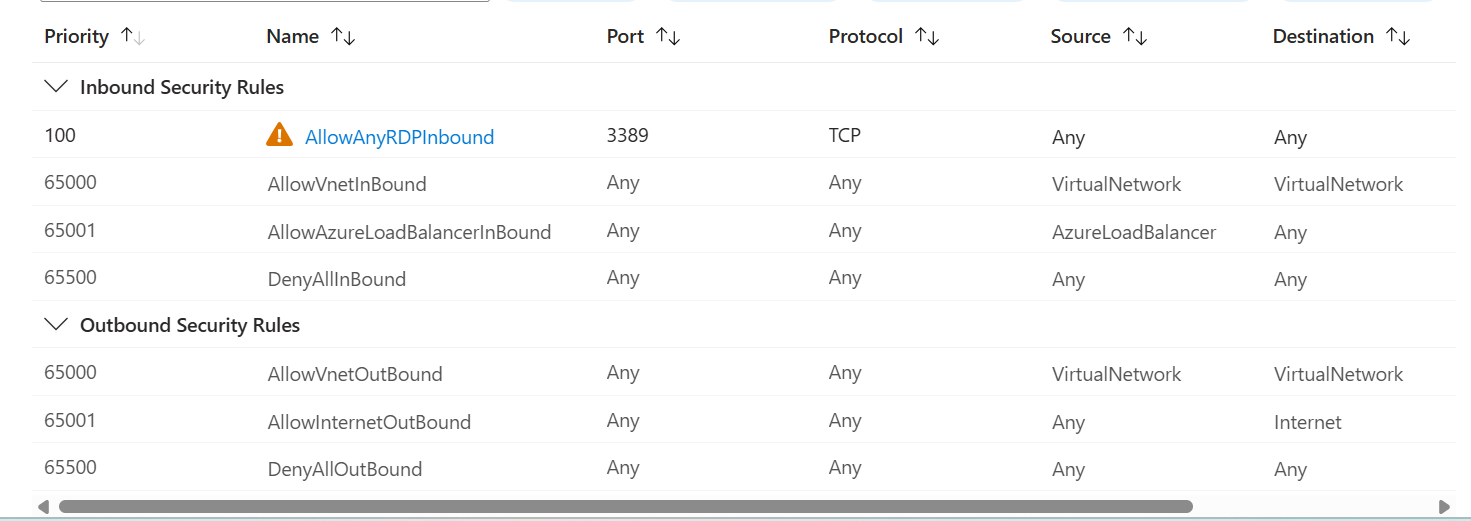 Priority Name Port Protocol Source Destination
Inbound Security Rules
100 AllowAnyRDPInbound 3389 TCP Any Any
65000 AllowVnetInBound Any Any VirtualNetwork VirtualNetwork
65001 AllowAzureLoadBalancerInBound Any Any AzureLoadBalancer Any
65500 DenyAllInBound Any Any Any Any
Outbound Security Rules
65000 AllowVnetOutBound Any Any VirtualNetwork VirtualNetwork
65001 AllowInternetOutBound Any Any Any Internet
65500 DenyAllOutBound Any Any Any Any